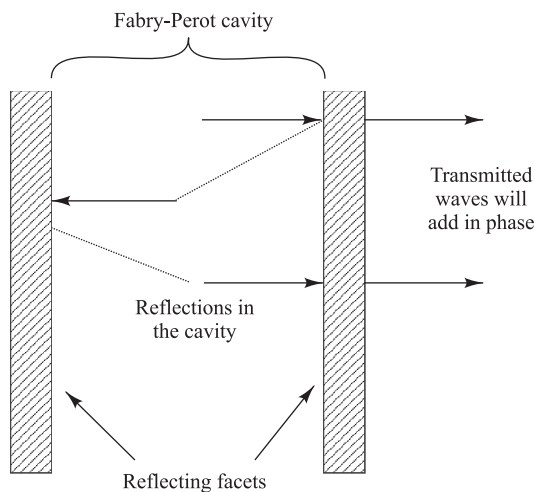 Fabry-Perot cavity
Transmitted
waves will
add in phase
Reflections in
the cavity
Reflecting facets